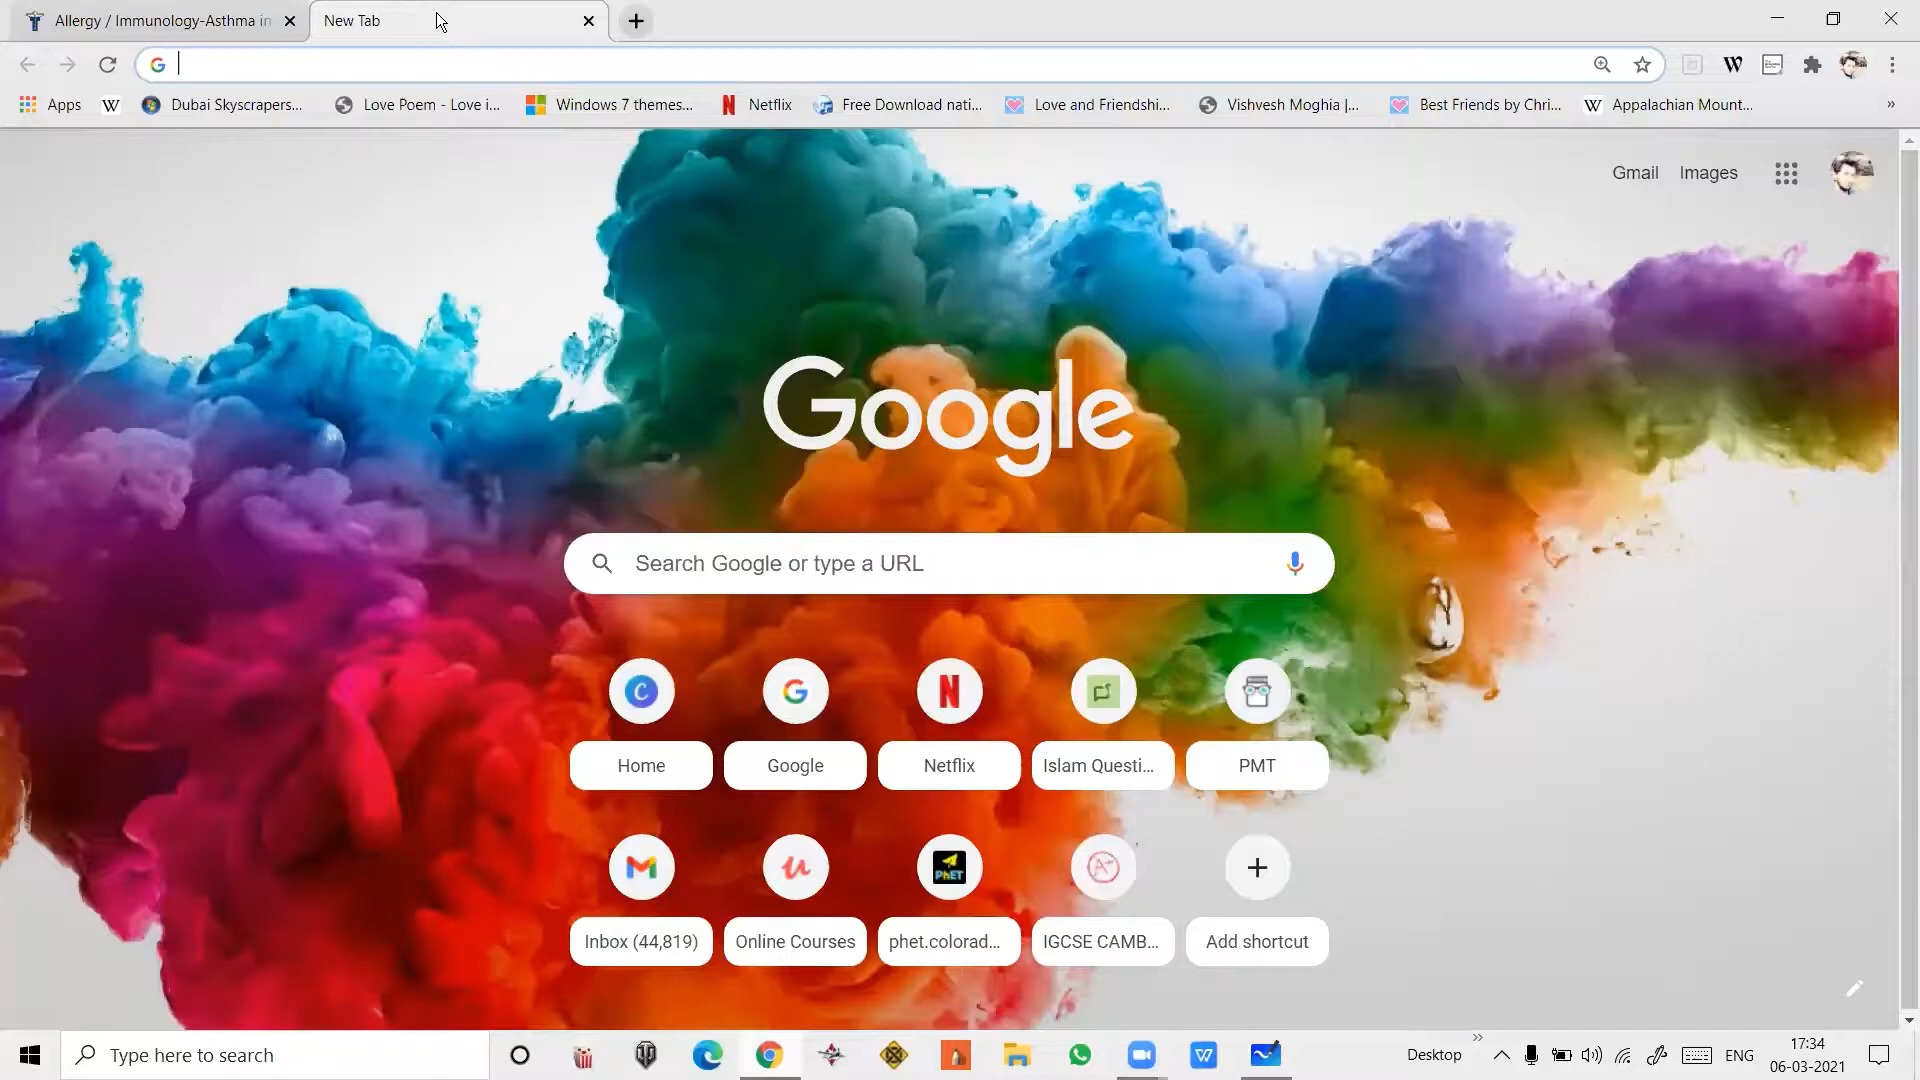 Allergy / Immunology-Asthma in
New Tab
Apps
Dubai Skyscrapers...
Love Poem - Love i...
Windows 7 themes...
Netflix
Free Download nati...
Love and Friendshi...
Vishvesh Moghia |...
Best Friends by Chri...
Appalachian Mount...
»
Gmail
Images
Google
Search Google or type a URL
Home
Google
Netflix
Islam Questi...
PMT
Inbox (44,819)
Online Courses
phet.colorad...
IGCSE CAMB...
Add shortcut
Type here to search
Desktop
ENG
17:34
06-03-2021